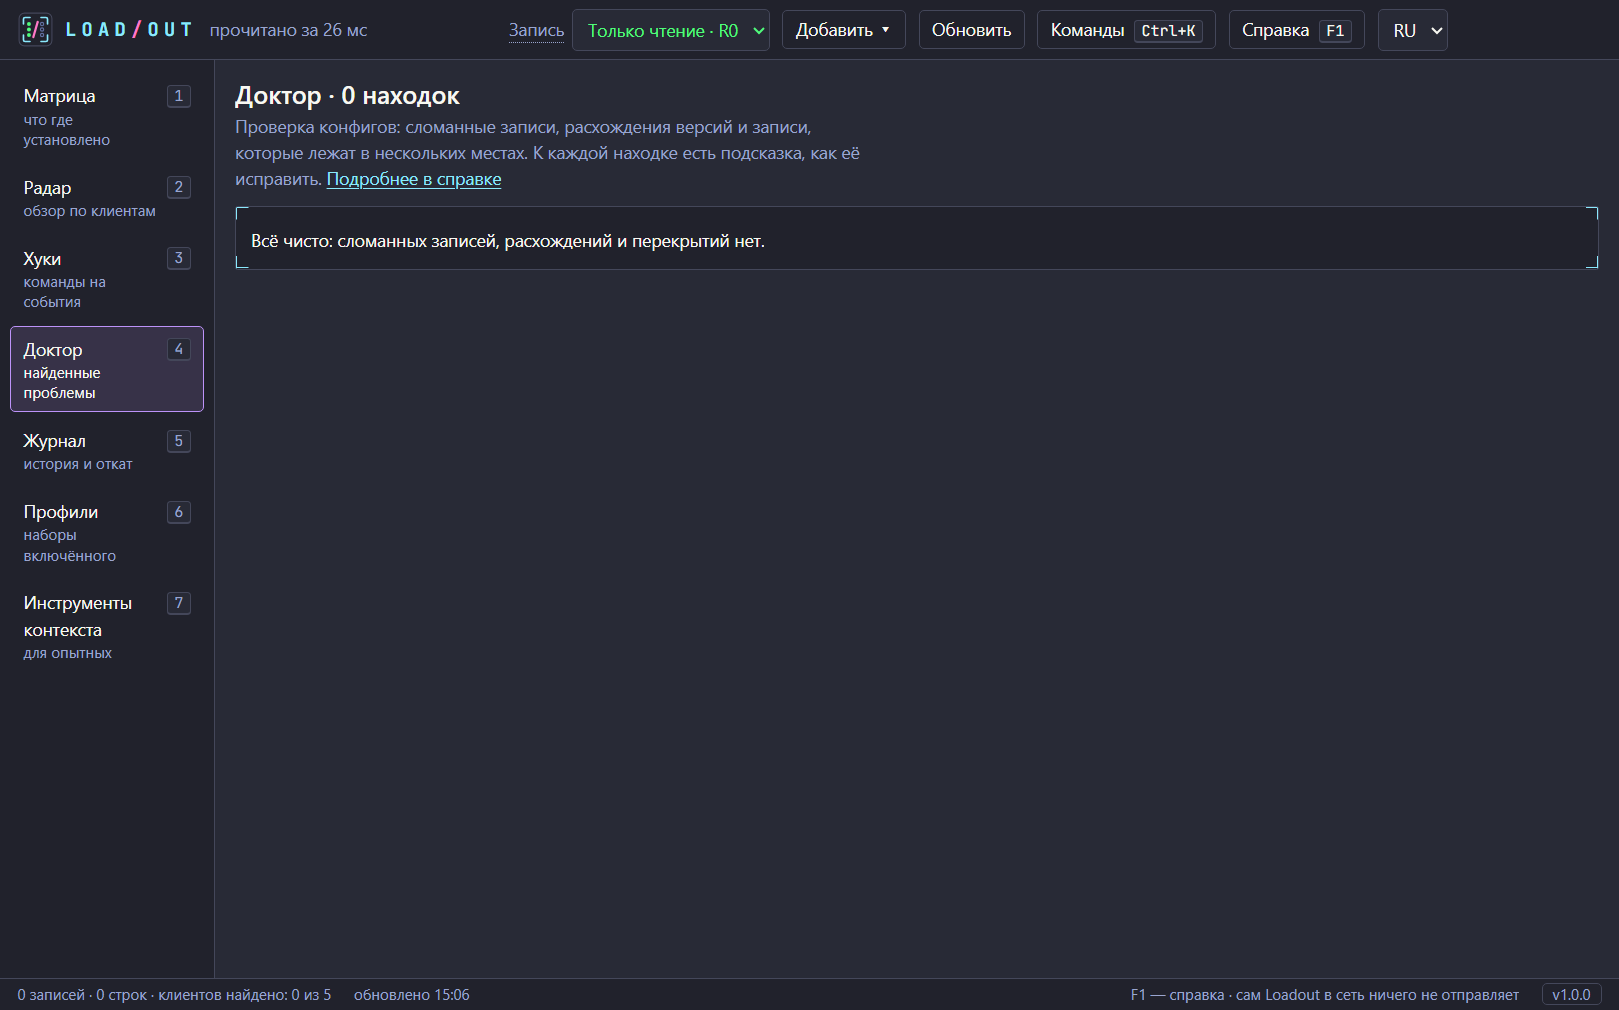 LOAD/OUT прочитано за 26 мс Запись Только чтение · R0 Добавить ▼ Обновить Команды Ctrl+K Справка F1 RU
Матрица 1
что где
установлено
Радар 2
обзор по клиентам
Хуки 3
команды на
события
Доктор 4
найденные
проблемы
Журнал 5
история и откат
Профили 6
наборы
включённого
Инструменты 7
контекста
для опытных
Доктор · 0 находок
Проверка конфигов: сломанные записи, расхождения версий и записи,
которые лежат в нескольких местах. К каждой находке есть подсказка, как её
исправить. Подробнее в справке
Всё чисто: сломанных записей, расхождений и перекрытий нет.
0 записей · 0 строк · клиентов найдено: 0 из 5 обновлено 15:06 F1 — справка · сам Loadout в сеть ничего не отправляет v1.0.0